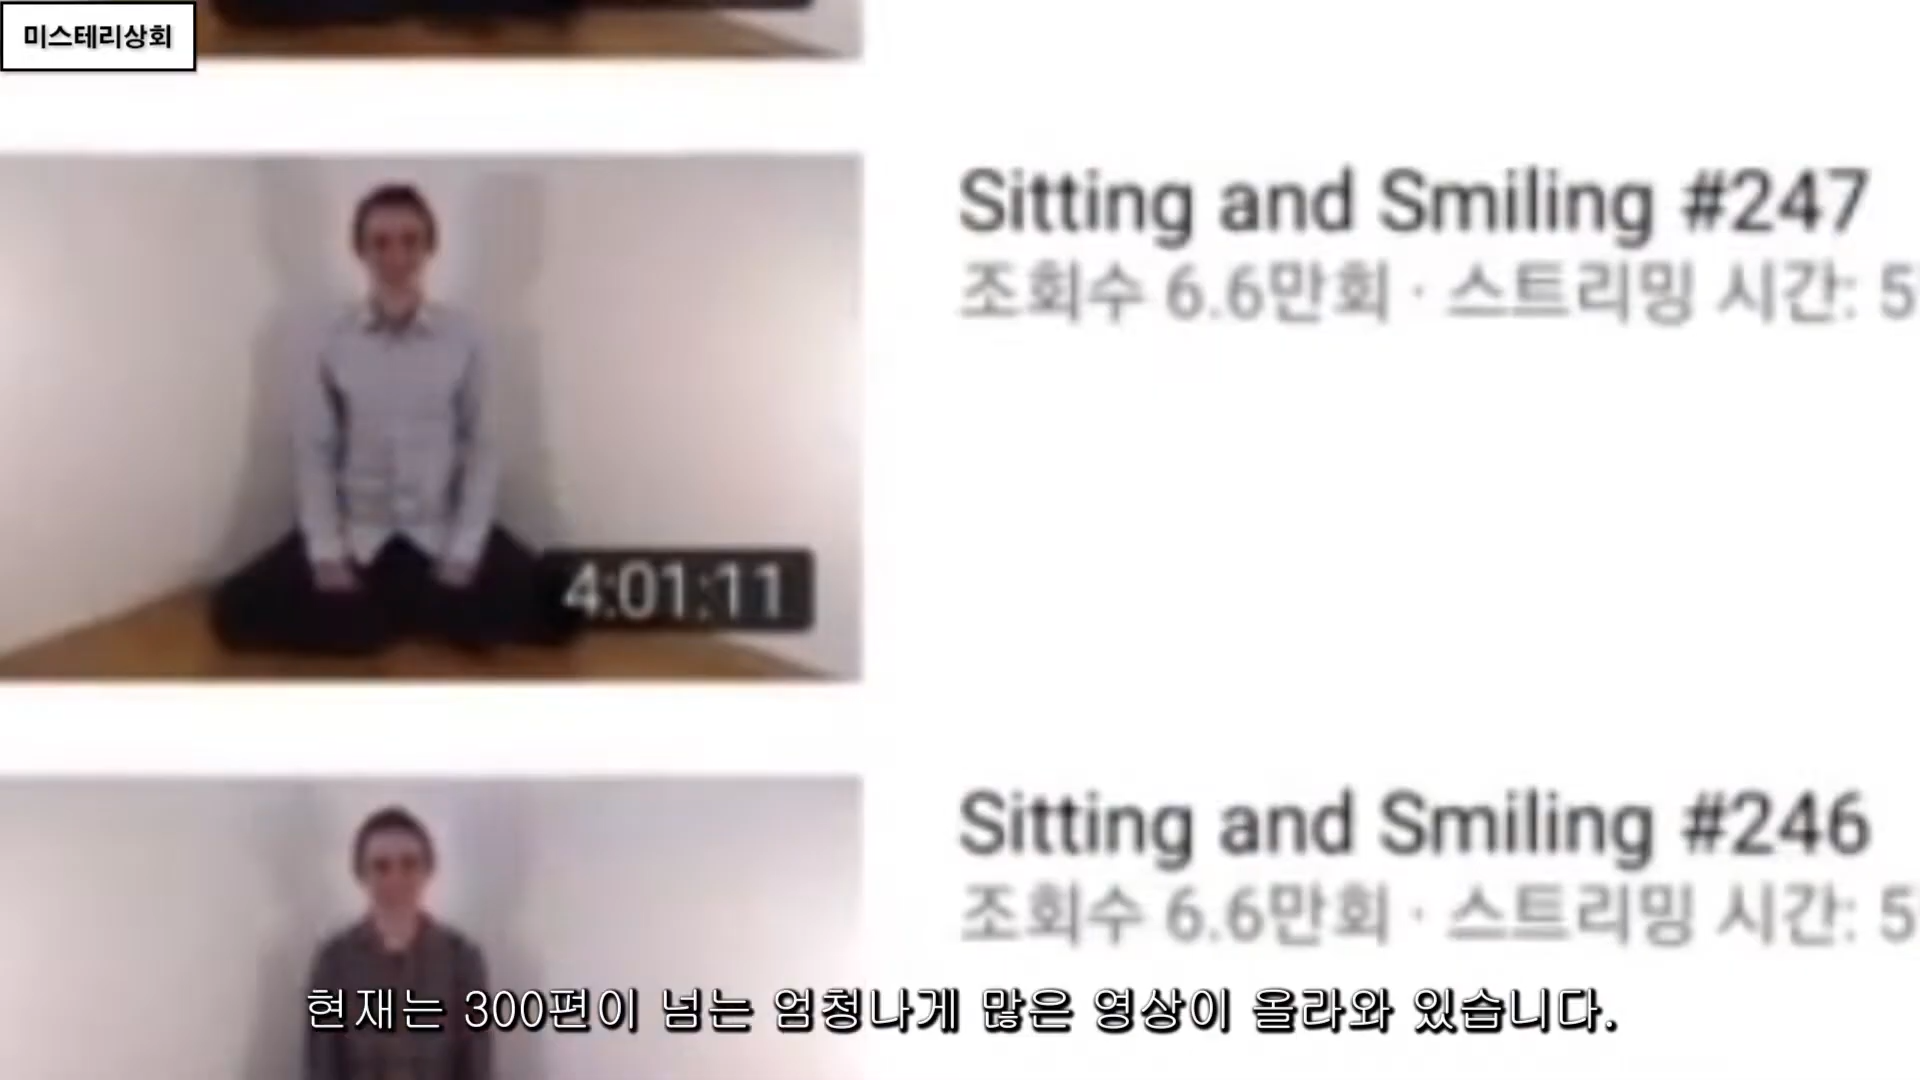 미스테리상회
Sitting and Smiling #247
조회수 6.6만회 · 스트리밍 시간: 5
4:01:11
Sitting and Smiling #246
조회수 6.6만회 · 스트리밍 시간: 5
현재는 300편이 넘는 엄청나게 많은 영상이 올라와 있습니다.